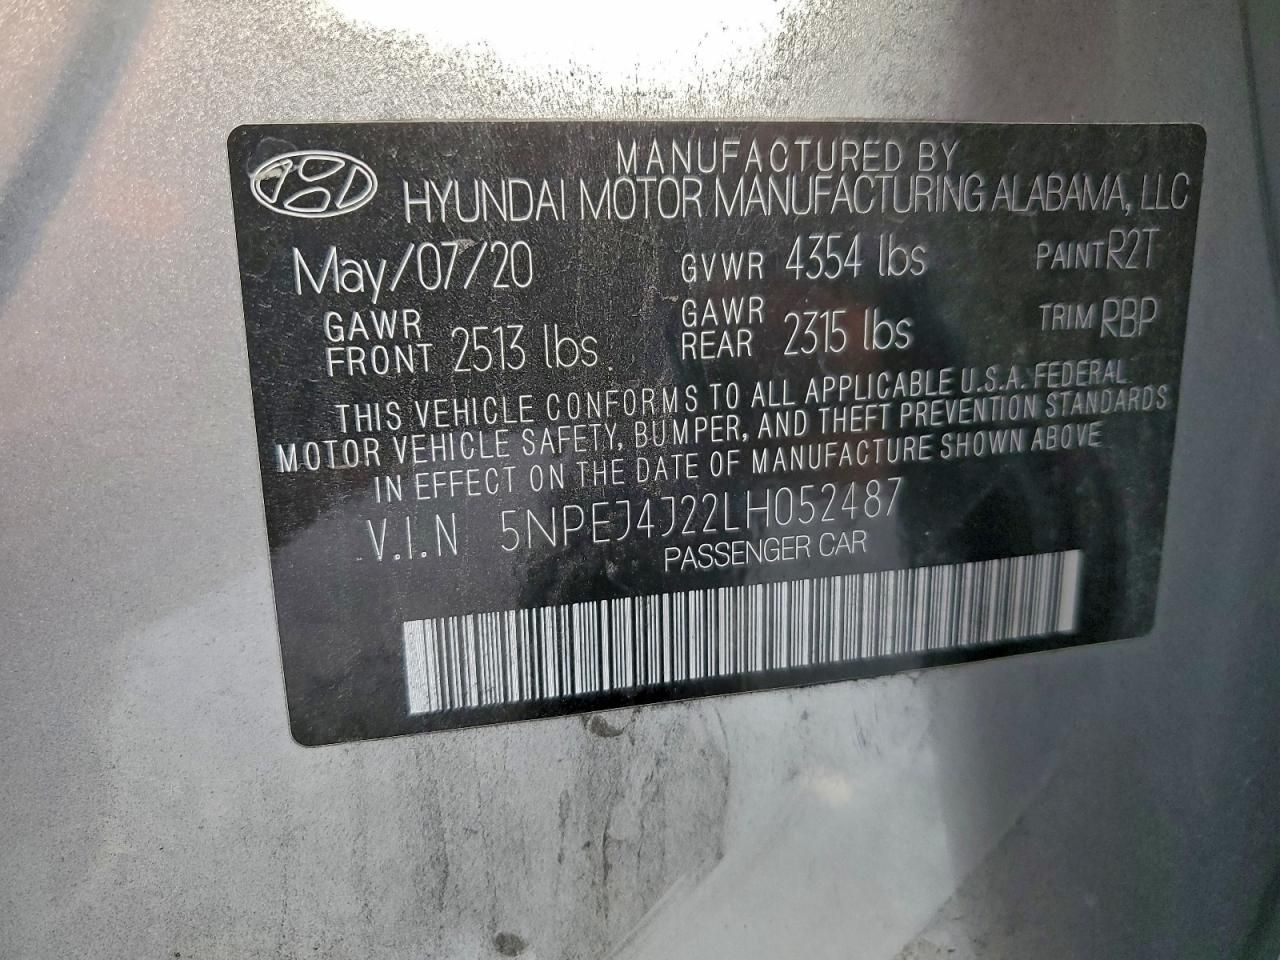 MANUFACTURED BY
HYUNDAI MOTOR MANUFACTURING ALABAMA, LLC
May/07/20 GVWR 4354 lbs PAINT R2T
GAWR FRONT 2513 lbs. GAWR REAR 2315 lbs TRIM RBP
THIS VEHICLE CONFORMS TO ALL APPLICABLE U.S.A. FEDERAL
MOTOR VEHICLE SAFETY, BUMPER, AND THEFT PREVENTION STANDARDS
IN EFFECT ON THE DATE OF MANUFACTURE SHOWN ABOVE
V.I.N 5NPEJ4J22LH052487
PASSENGER CAR